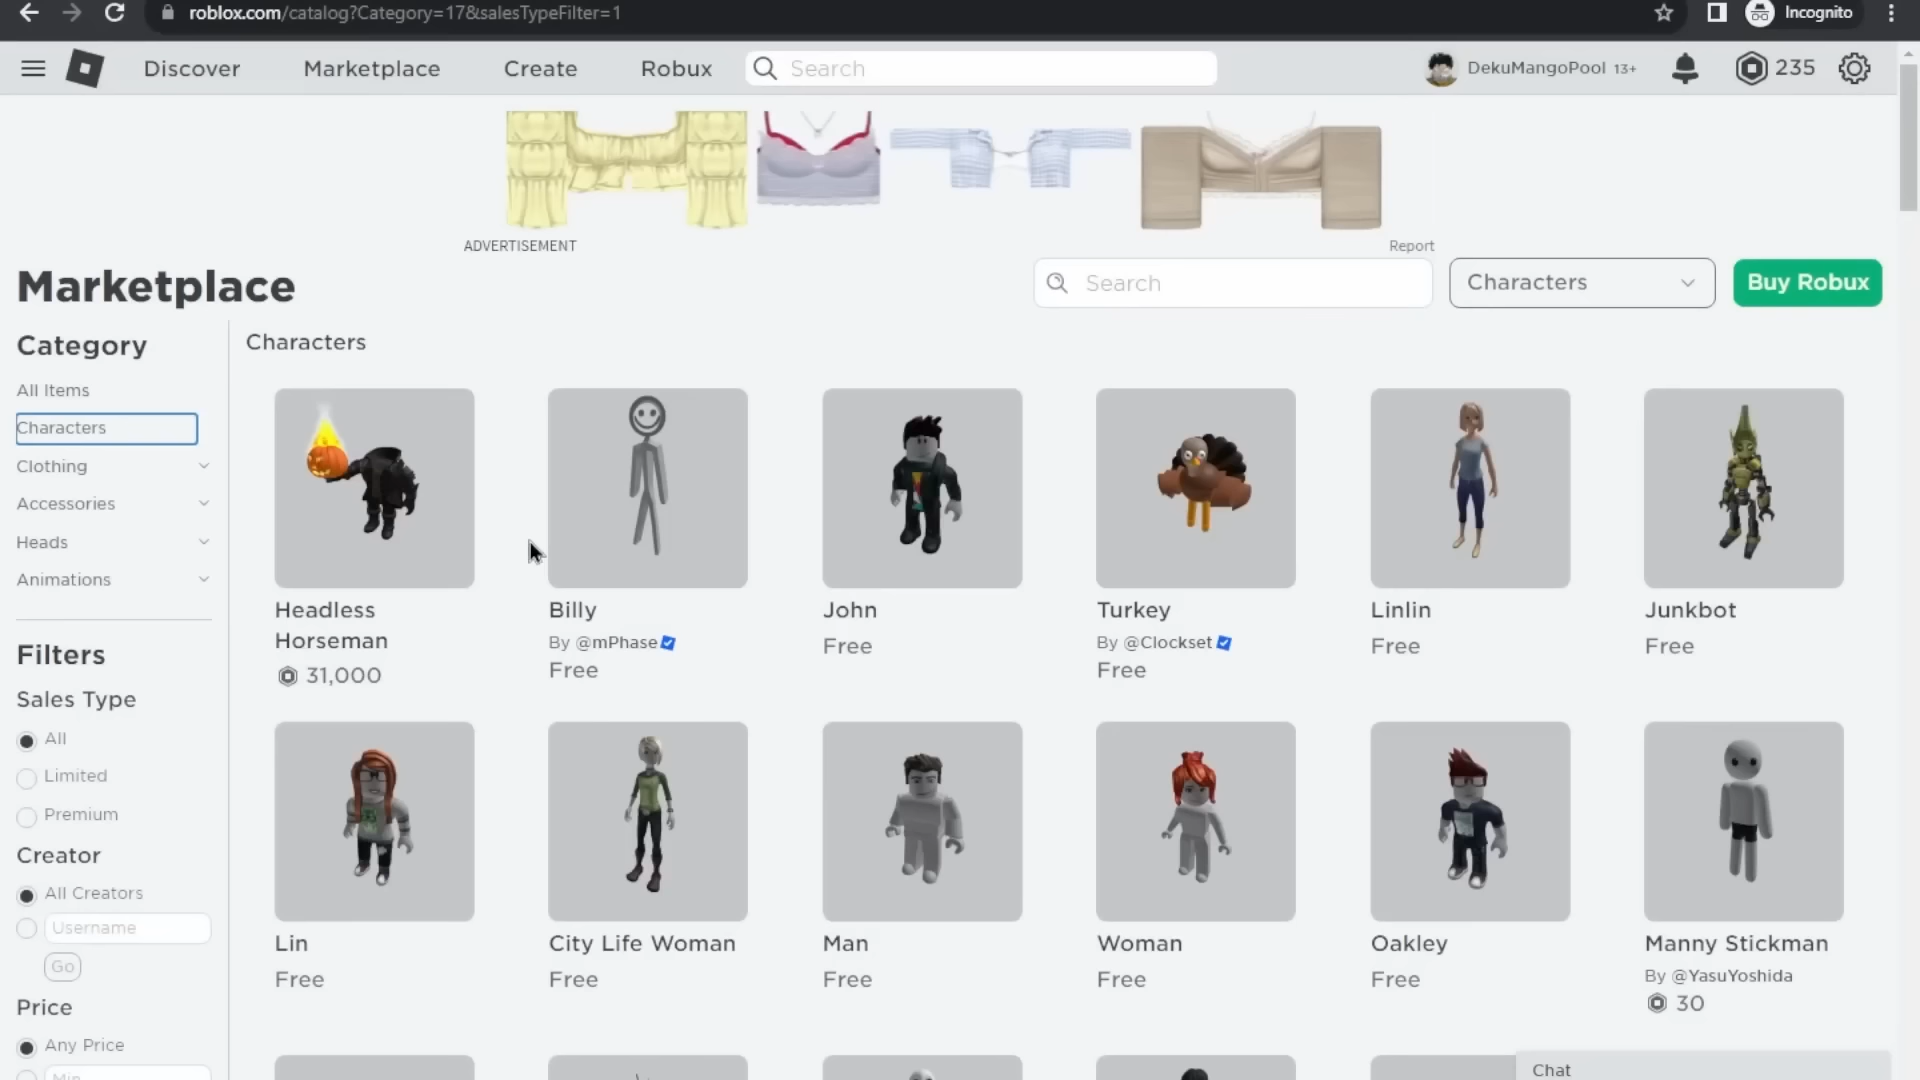 roblox.com/catalog?Category=17&salesTypeFilter=1
Incognito
Discover
Marketplace
Create
Robux
Search
DekuMangoPool 13+
235
ADVERTISEMENT
Report
Marketplace
Search
Characters
Buy Robux
Category
All Items
Characters
Clothing
Accessories
Heads
Animations
Filters
Sales Type
All
Limited
Premium
Creator
All Creators
Username
Go
Price
Any Price
Min
Characters
Headless
Horseman
31,000
Billy
By @mPhase
Free
John
Free
Turkey
By @Clockset
Free
Linlin
Free
Junkbot
Free
Lin
Free
City Life Woman
Free
Man
Free
Woman
Free
Oakley
Free
Manny Stickman
By @YasuYoshida
30
Chat